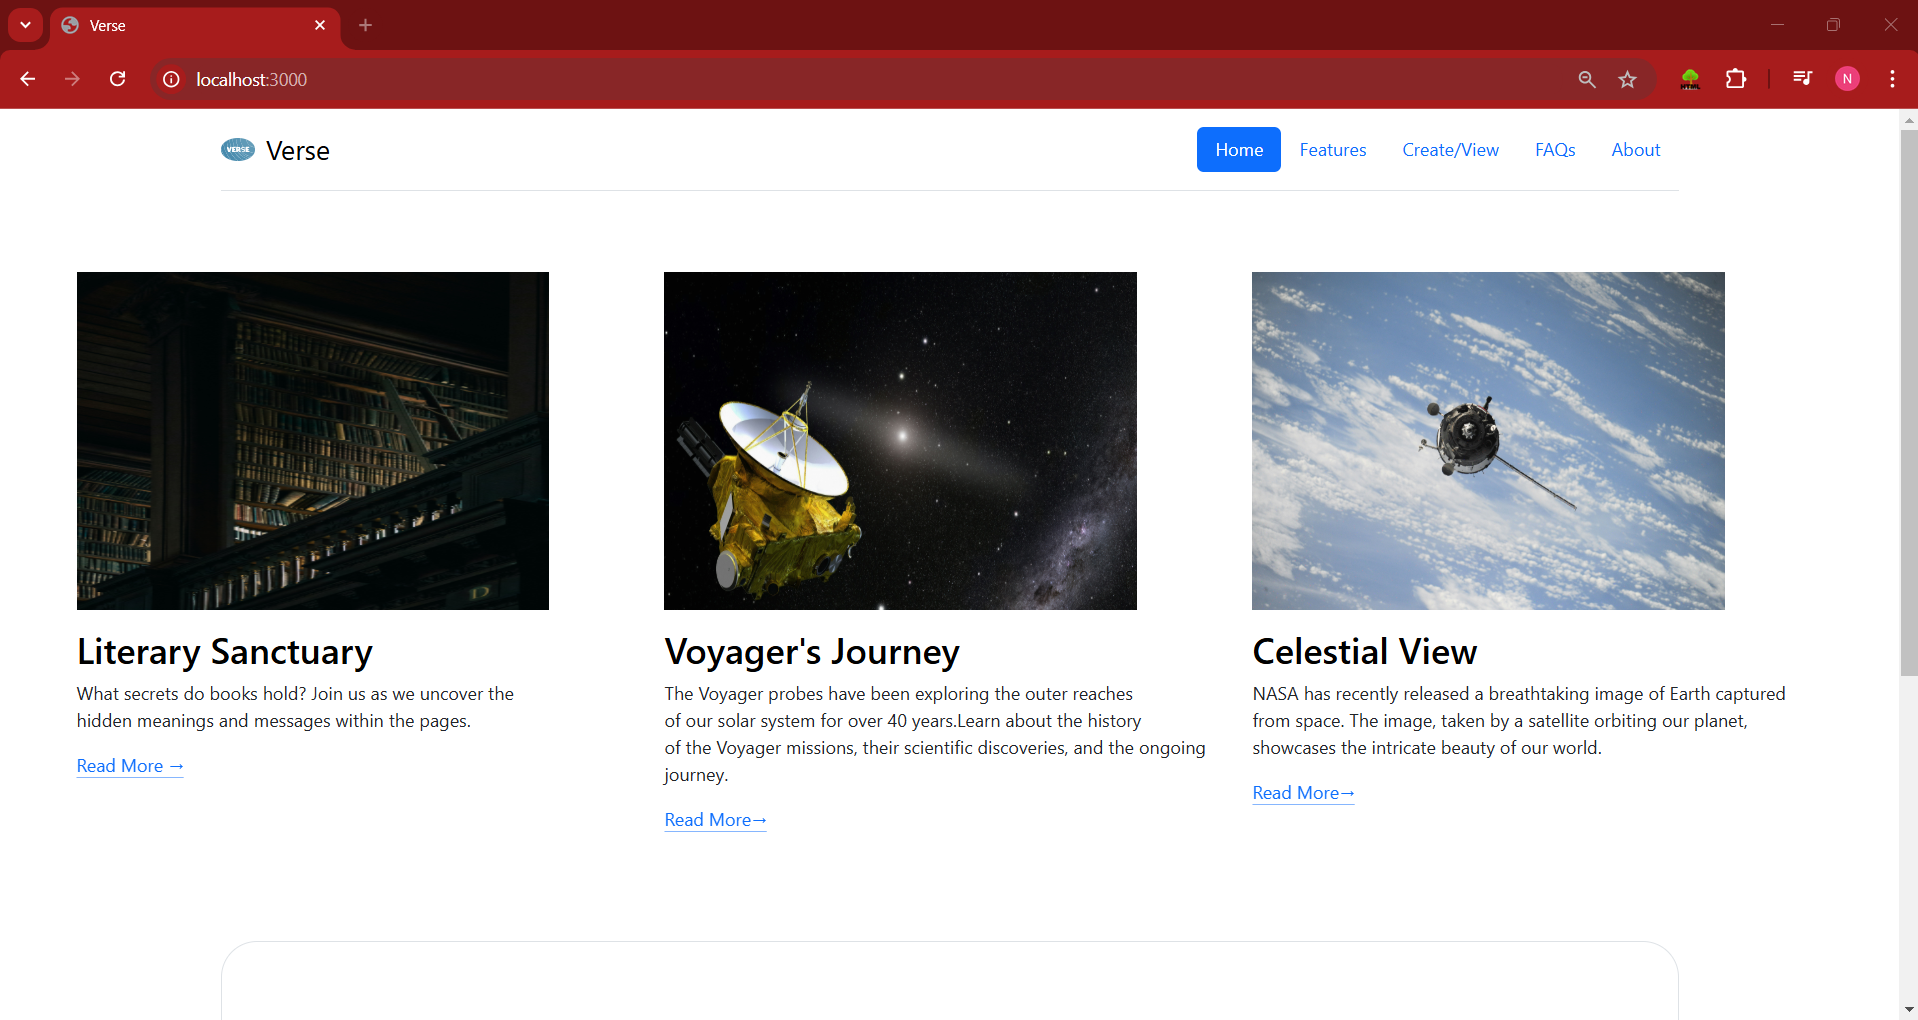 Verse
localhost:3000
N
VERSE Verse
Home Features Create/View FAQs About
D
Literary Sanctuary
What secrets do books hold? Join us as we uncover the
hidden meanings and messages within the pages.
Read More →
Voyager's Journey
The Voyager probes have been exploring the outer reaches
of our solar system for over 40 years.Learn about the history
of the Voyager missions, their scientific discoveries, and the ongoing
journey.
Read More→
Celestial View
NASA has recently released a breathtaking image of Earth captured
from space. The image, taken by a satellite orbiting our planet,
showcases the intricate beauty of our world.
Read More→